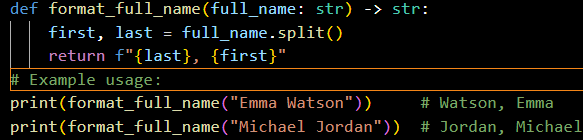 def format_full_name(full_name: str) -> str:
    first, last = full_name.split()
    return f"{last}, {first}"
# Example usage:
print(format_full_name("Emma Watson"))     # Watson, Emma
print(format_full_name("Michael Jordan"))  # Jordan, Michael